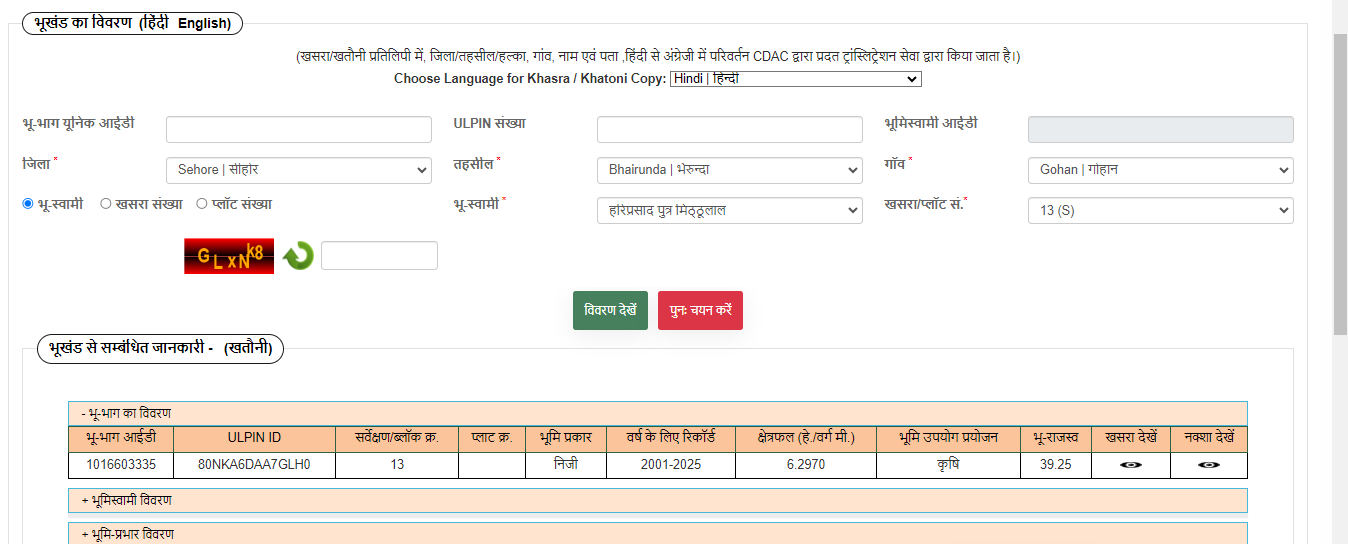 भूखंड का विवरण (हिंदी English)
(खसरा/खतौनी प्रतिलिपी में, जिला/तहसील/हल्का, गांव, नाम एवं पता ,हिंदी से अंग्रेजी में परिवर्तन CDAC द्वारा प्रदत ट्रांस्लिट्रेशन सेवा द्वारा किया जाता है।)
Choose Language for Khasra / Khatoni Copy: Hindi | हिन्दी
भू-भाग यूनिक आईडी ULPIN संख्या भूमिस्वामी आईडी
जिला * Sehore | सीहोर तहसील * Bhairunda | भेरुन्दा गाँव * Gohan | गोहान
भू-स्वामी खसरा संख्या प्लॉट संख्या भू-स्वामी * हरिप्रसाद पुत्र मिठ्ठूलाल खसरा/प्लॉट सं.* 13 (S)
GLxNk8
विवरण देखें पुनः चयन करें
भूखंड से सम्बंधित जानकारी - (खतौनी)
- भू-भाग का विवरण
भू-भाग आईडी ULPIN ID सर्वेक्षण/ब्लॉक क्र. प्लाट क्र. भूमि प्रकार वर्ष के लिए रिकॉर्ड क्षेत्रफल (हे./वर्ग मी.) भूमि उपयोग प्रयोजन भू-राजस्व खसरा देखें नक्शा देखें
1016603335 80NKA6DAA7GLH0 13 निजी 2001-2025 6.2970 कृषि 39.25
+ भूमिस्वामी विवरण
+ भूमि-प्रभार विवरण